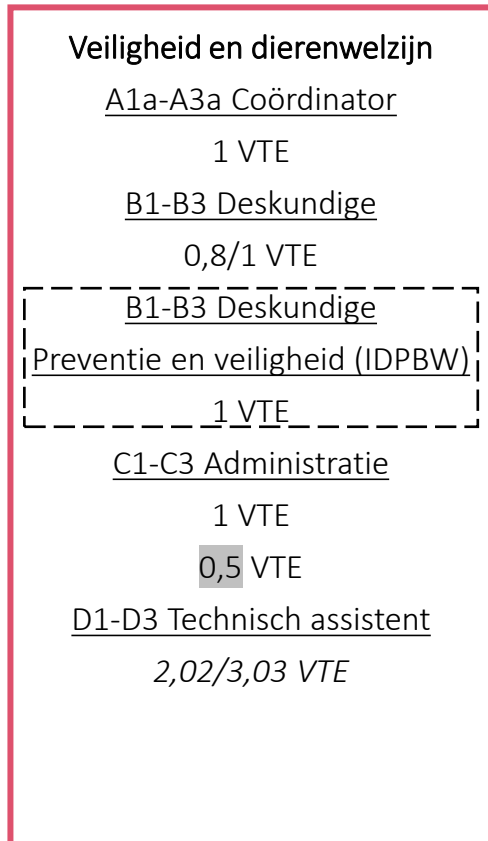 Veiligheid en dierenwelzijn
A1a-A3a Coördinator
1 VTE
B1-B3 Deskundige
0,8/1 VTE
B1-B3 Deskundige
Preventie en veiligheid (IDPBW)
1 VTE
C1-C3 Administratie
1 VTE
0,5 VTE
D1-D3 Technisch assistent
2,02/3,03 VTE